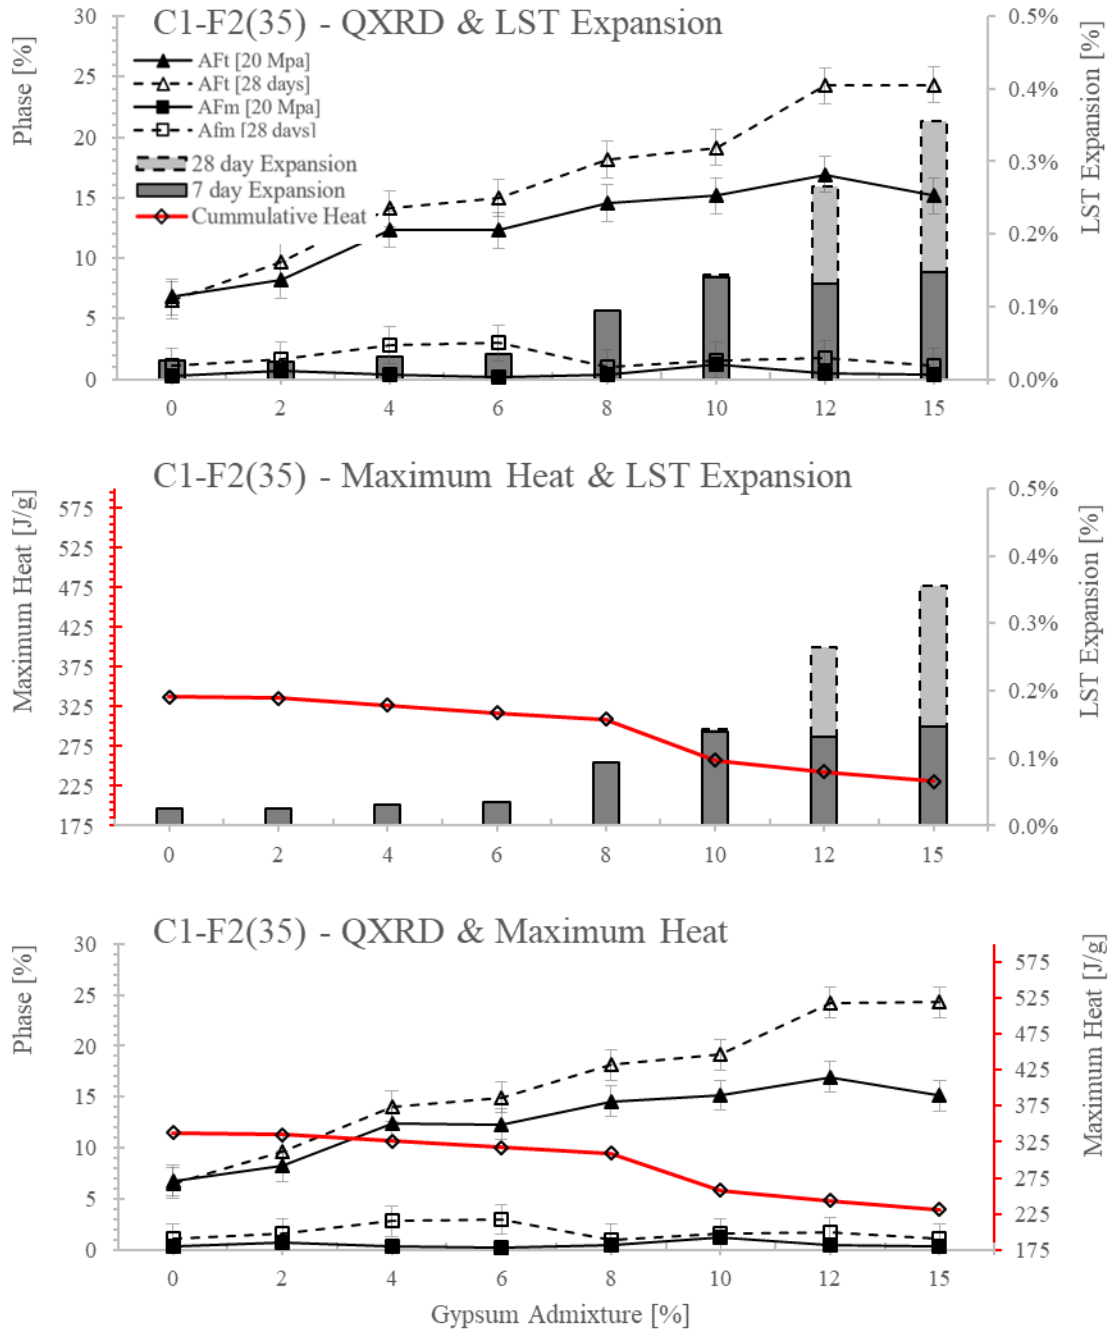 C1-F2(35) - QXRD & LST Expansion
Phase [%]
LST Expansion [%]
AFt [20 Mpa]
AFt [28 days]
AFm [20 Mpa]
Afm [28 days]
28 day Expansion
7 day Expansion
Cummulative Heat
30
25
20
15
10
5
0
0.5%
0.4%
0.3%
0.2%
0.1%
0.0%
0 2 4 6 8 10 12 15
C1-F2(35) - Maximum Heat & LST Expansion
Maximum Heat [J/g]
LST Expansion [%]
575
525
475
425
375
325
275
225
175
0.5%
0.4%
0.3%
0.2%
0.1%
0.0%
0 2 4 6 8 10 12 15
C1-F2(35) - QXRD & Maximum Heat
Phase [%]
Maximum Heat [J/g]
30
25
20
15
10
5
0
575
525
475
425
375
325
275
225
175
0 2 4 6 8 10 12 15
Gypsum Admixture [%]